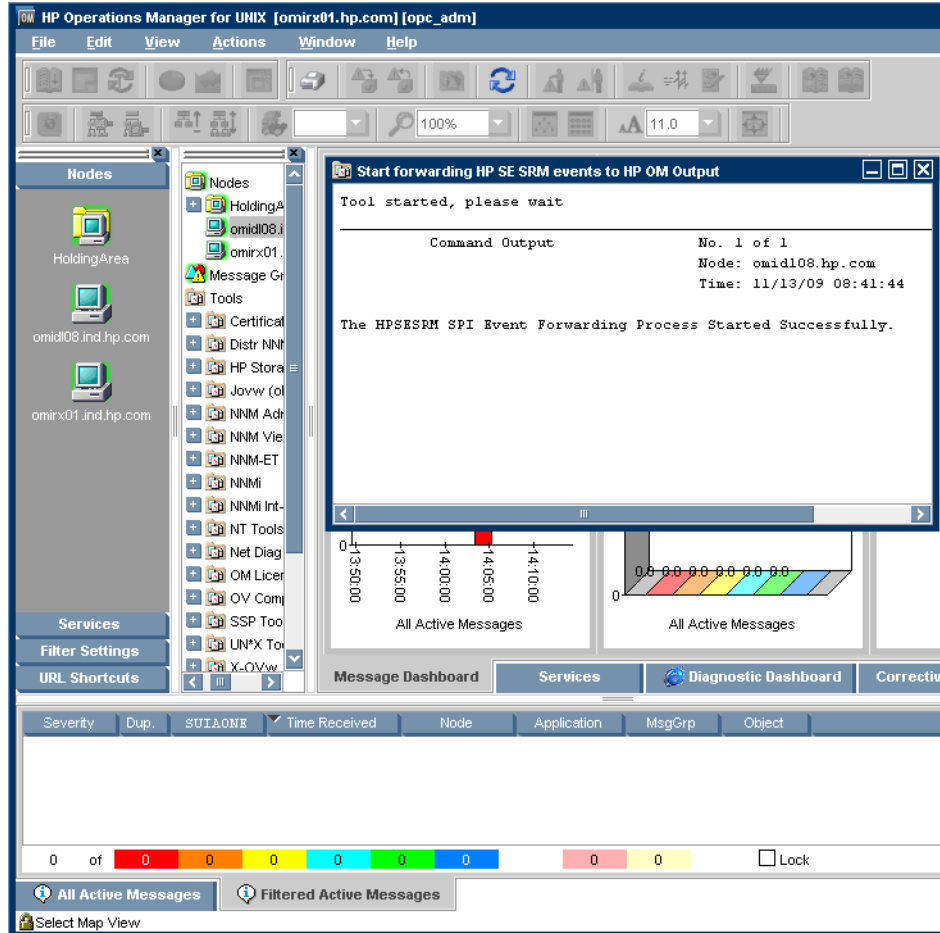 HP Operations Manager for UNIX [omirx01.hp.com] [opc_adm]
File Edit View Actions Window Help
100% 11.0
Nodes
HoldingArea
omidl08.ind.hp.com
omirx01.ind.hp.com
Services
Filter Settings
URL Shortcuts
Nodes
HoldingA
omidl08.i
omirx01.
Message Gr
Tools
Certificat
Distr NNM
HP Stora
Jovw (ol
NNM Adr
NNM Vie
NNM-ET
NNMi
NNMi Int-
NT Tools
Net Diag
OM Licer
OV Comp
SSP Too
UN*X Too
X-OVw
Start forwarding HP SE SRM events to HP OM Output
Tool started, please wait
Command Output No. 1 of 1
Node: omidl08.hp.com
Time: 11/13/09 08:41:44
The HPSESRM SPI Event Forwarding Process Started Successfully.
0
13:50:00 13:55:00 14:00:00 14:05:00 14:10:00
All Active Messages
0.0 0.0 0.0 0.0 0.0 0.0
0
All Active Messages
Message Dashboard Services Diagnostic Dashboard Correctiv
Severity Dup. SUIAONE Time Received Node Application MsgGrp Object
0 of 0 0 0 0 0 0 0 0 Lock
All Active Messages Filtered Active Messages
Select Map View